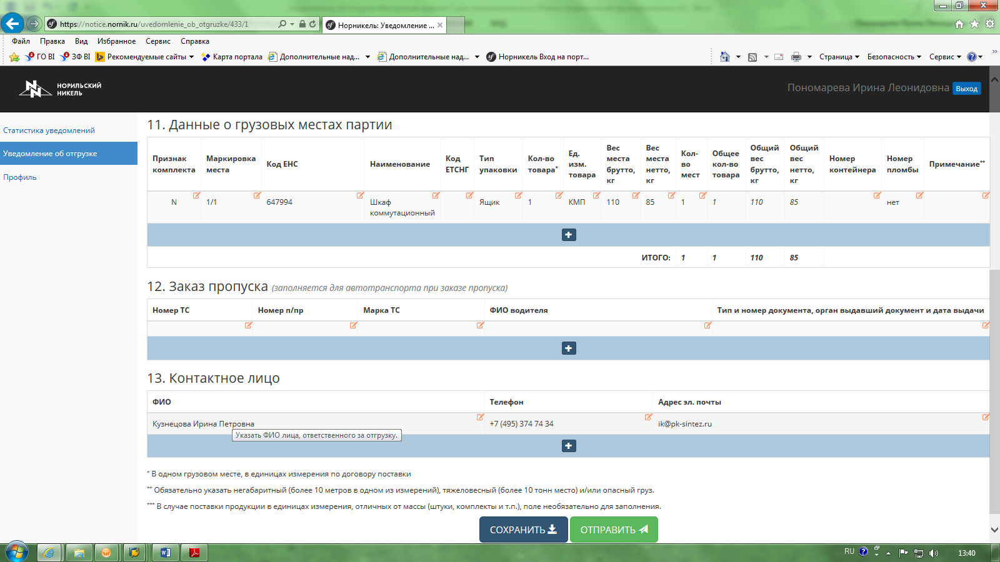 https://notice.nornik.ru/uvedomlenie_ob_otgruzke/433/1
Норникель: Уведомление ...
Файл Правка Вид Избранное Сервис Справка
ГО BI ЗФ BI Рекомендуемые сайты Карта портала Дополнительные над... Дополнительные над... Норникель Вход на порт...
Страница Безопасность Сервис
НОРИЛЬСКИЙ
НИКЕЛЬ
Пономарева Ирина Леонидовна Выход
Статистика уведомлений
Уведомление об отгрузке
Профиль
11. Данные о грузовых местах партии
Признак комплекта Маркировка места Код ЕНС Наименование Код ЕТСНГ Тип упаковки Кол-во товара* Ед. изм. товара Вес места брутто, кг Вес места нетто, кг Кол-во мест Общее кол-во товара Общий вес брутто, кг Общий вес нетто, кг Номер контейнера Номер пломбы Примечание**
N 1/1 647994 Шкаф коммутационный Ящик 1 КМП 110 85 1 1 110 85 нет
ИТОГО: 1 1 110 85
12. Заказ пропуска (заполняется для автотранспорта при заказе пропуска)
Номер ТС Номер п/пр Марка ТС ФИО водителя Тип и номер документа, орган выдавший документ и дата выдачи
13. Контактное лицо
ФИО Телефон Адрес эл. почты
Кузнецова Ирина Петровна +7 (495) 374 74 34 ik@pk-sintez.ru
Указать ФИО лица, ответственного за отгрузку.
* В одном грузовом месте, в единицах измерения по договору поставки
** Обязательно указать негабаритный (более 10 метров в одном из измерений), тяжеловесный (более 10 тонн место) и/или опасный груз.
*** В случае поставки продукции в единицах измерения, отличных от массы (штуки, комплекты и т.п.), поле необязательно для заполнения.
СОХРАНИТЬ ОТПРАВИТЬ
RU 13:40